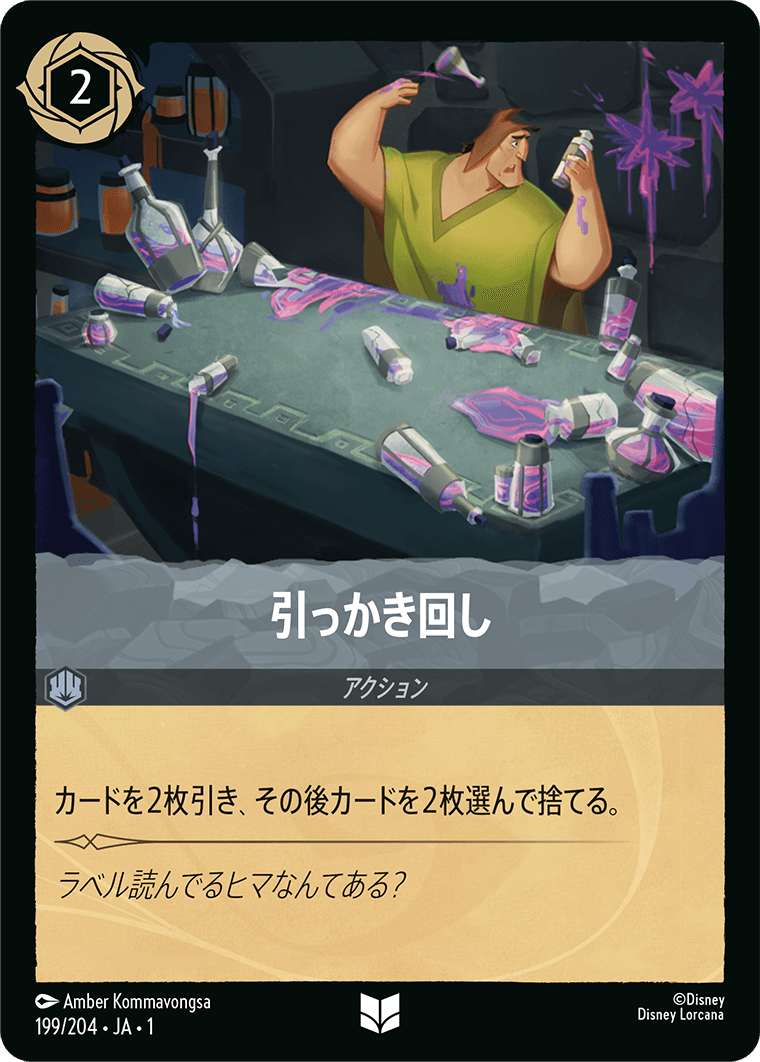 2
引っかき回し
アクション
カードを2枚引き、その後カードを2枚選んで捨てる。
ラベル読んでるヒマなんてある?
Amber Kommavongsa
199/204 • JA • 1
©Disney
Disney Lorcana